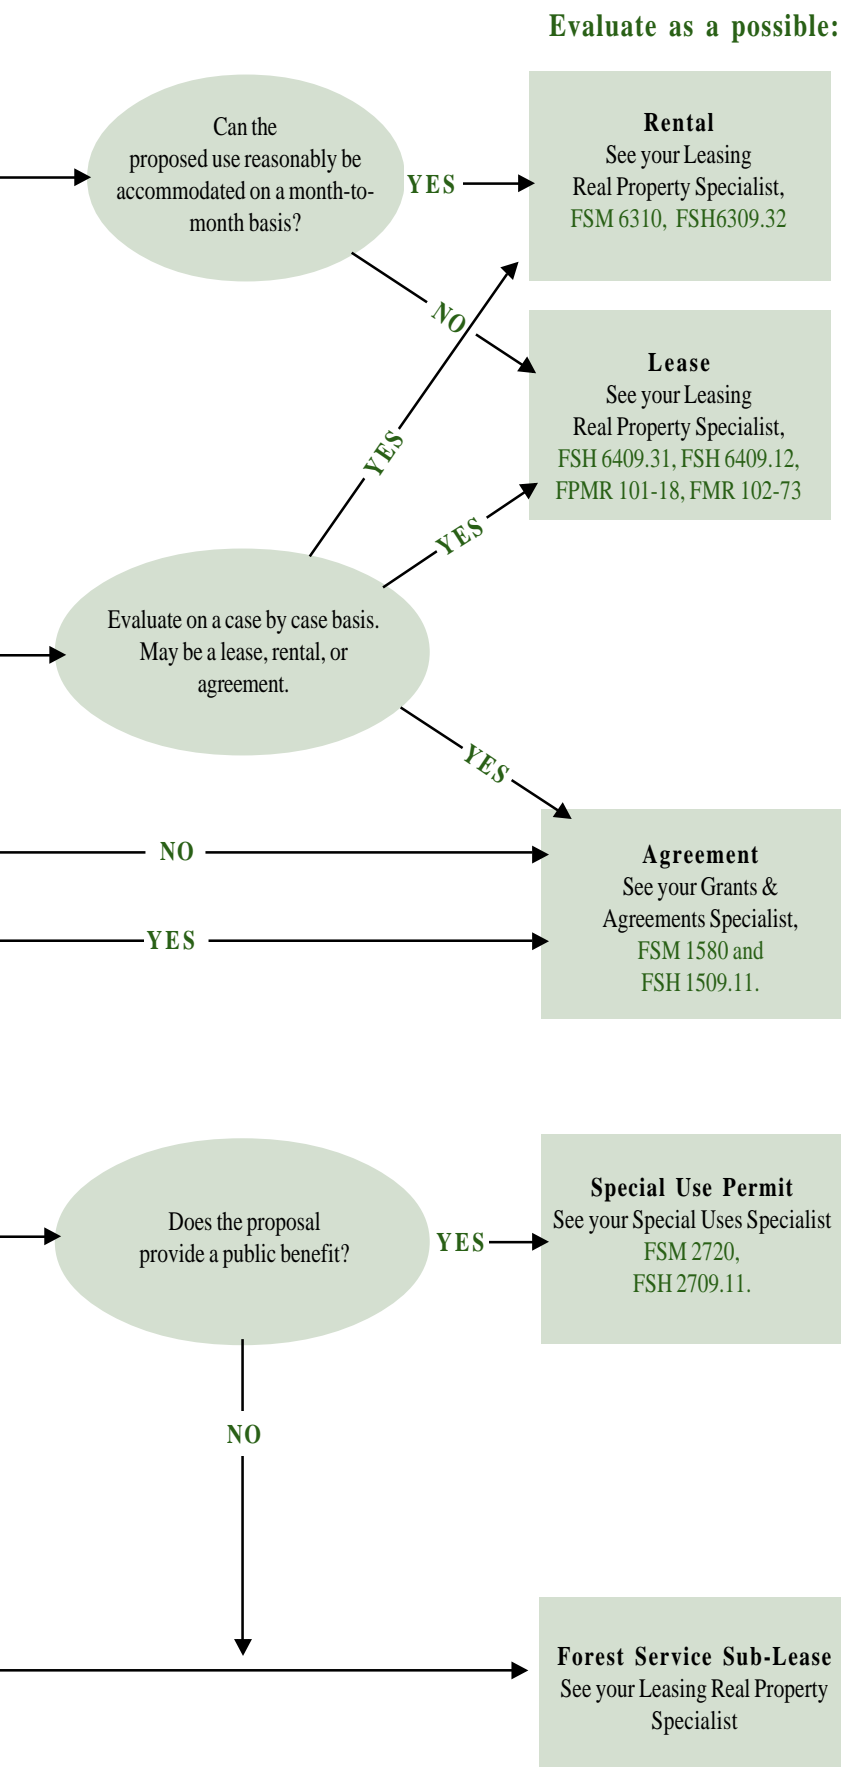 Evaluate as a possible:
Can the
proposed use reasonably be
accommodated on a month-to-
month basis?
YES
Rental
See your Leasing
Real Property Specialist,
FSM 6310, FSH6309.32
NO
Lease
See your Leasing
Real Property Specialist,
FSH 6409.31, FSH 6409.12,
FPMR 101-18, FMR 102-73
YES
YES
Evaluate on a case by case basis.
May be a lease, rental, or
agreement.
YES
NO
YES
Agreement
See your Grants &
Agreements Specialist,
FSM 1580 and
FSH 1509.11.
Does the proposal
provide a public benefit?
YES
Special Use Permit
See your Special Uses Specialist
FSM 2720,
FSH 2709.11.
NO
Forest Service Sub-Lease
See your Leasing Real Property
Specialist